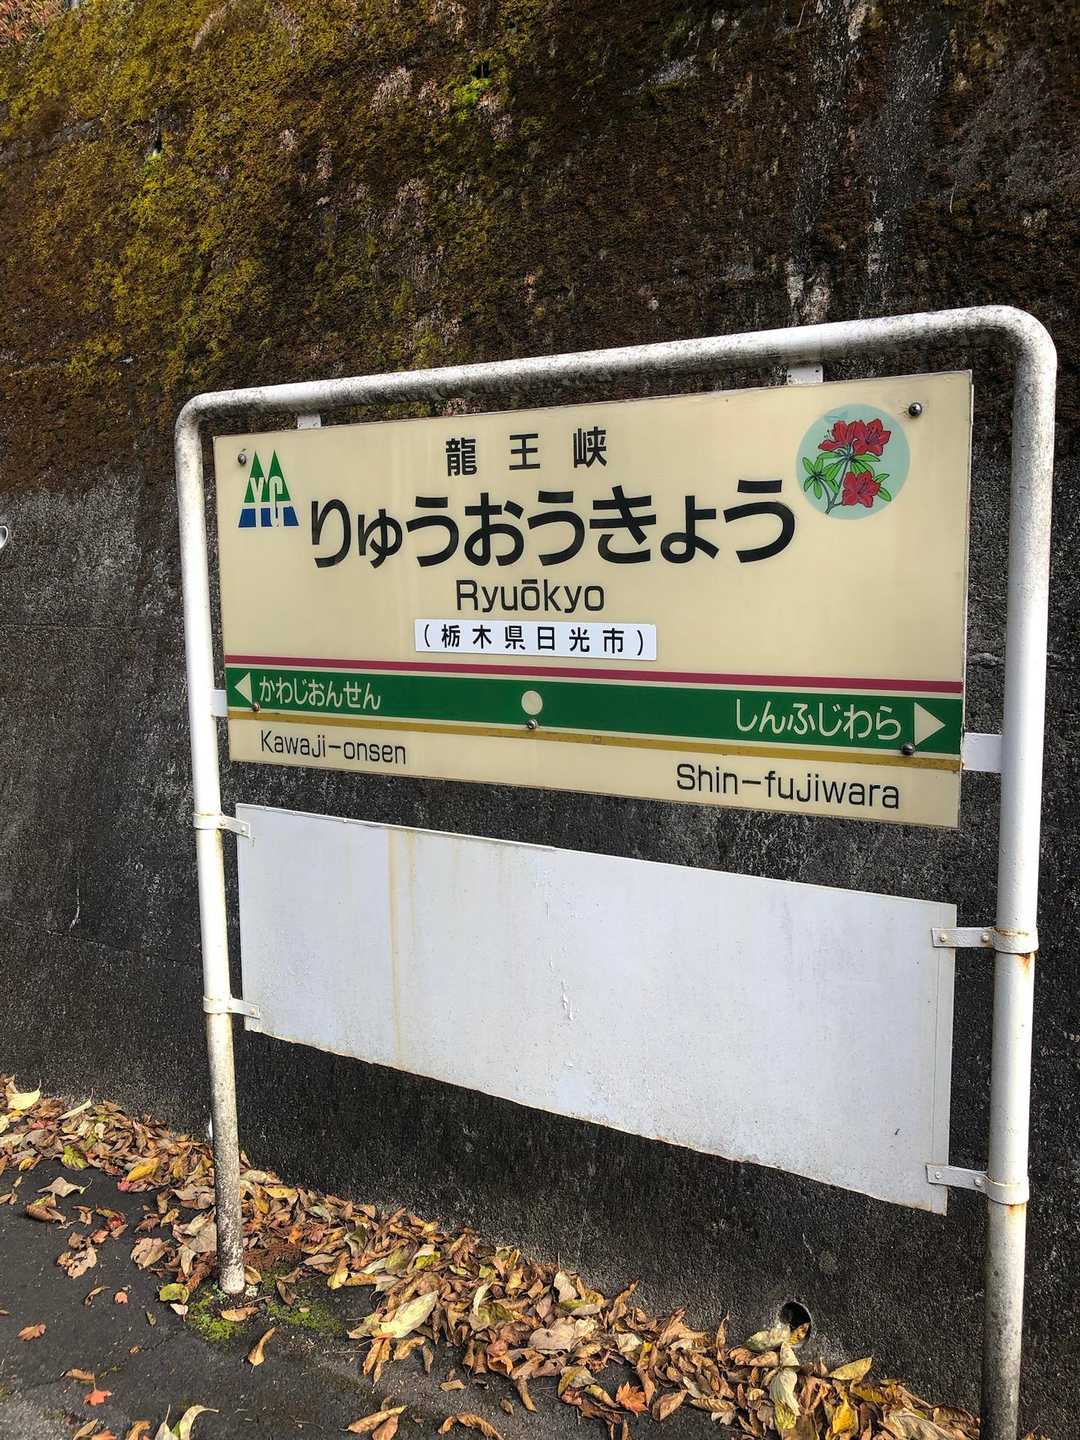 YG
龍王峡
りゅうおうきょう
Ryuōkyo
(栃木県日光市)
かわじおんせん
しんふじわら
Kawaji-onsen
Shin-fujiwara